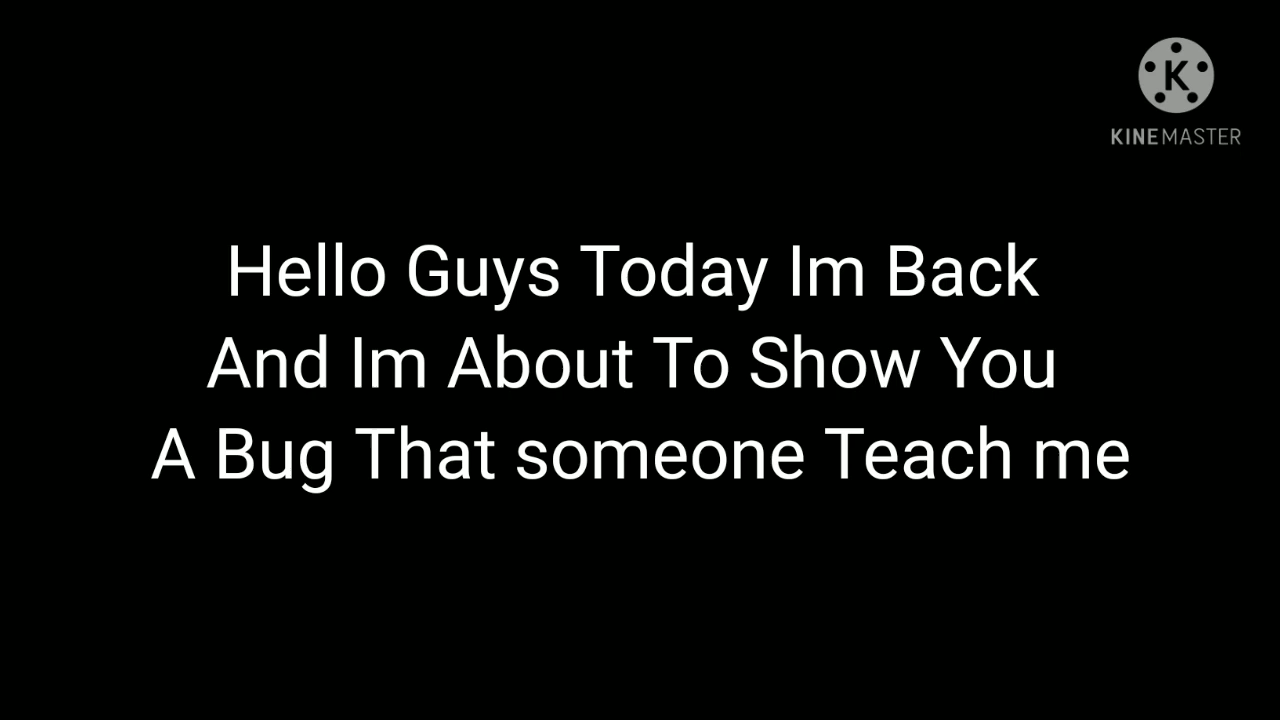 K
KINEMASTER
Hello Guys Today Im Back
And Im About To Show You
A Bug That someone Teach me